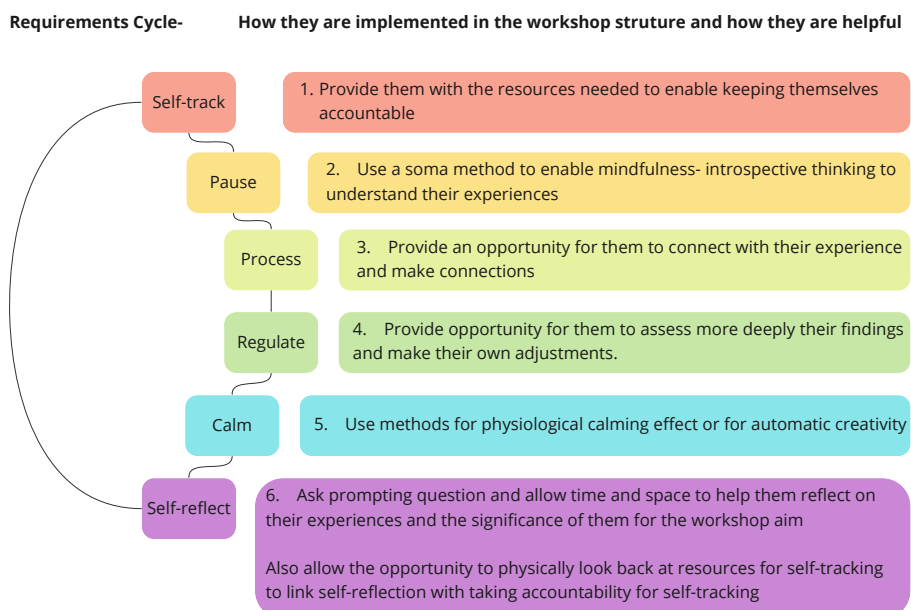 Requirements Cycle- How they are implemented in the workshop struture and how they are helpful
Self-track
1. Provide them with the resources needed to enable keeping themselves
accountable
Pause
2. Use a soma method to enable mindfulness- introspective thinking to
understand their experiences
Process
3. Provide an opportunity for them to connect with their experience
and make connections
Regulate
4. Provide opportunity for them to assess more deeply their findings
and make their own adjustments.
Calm
5. Use methods for physiological calming effect or for automatic creativity
Self-reflect
6. Ask prompting question and allow time and space to help them reflect on
their experiences and the significance of them for the workshop aim
Also allow the opportunity to physically look back at resources for self-tracking
to link self-reflection with taking accountability for self-tracking